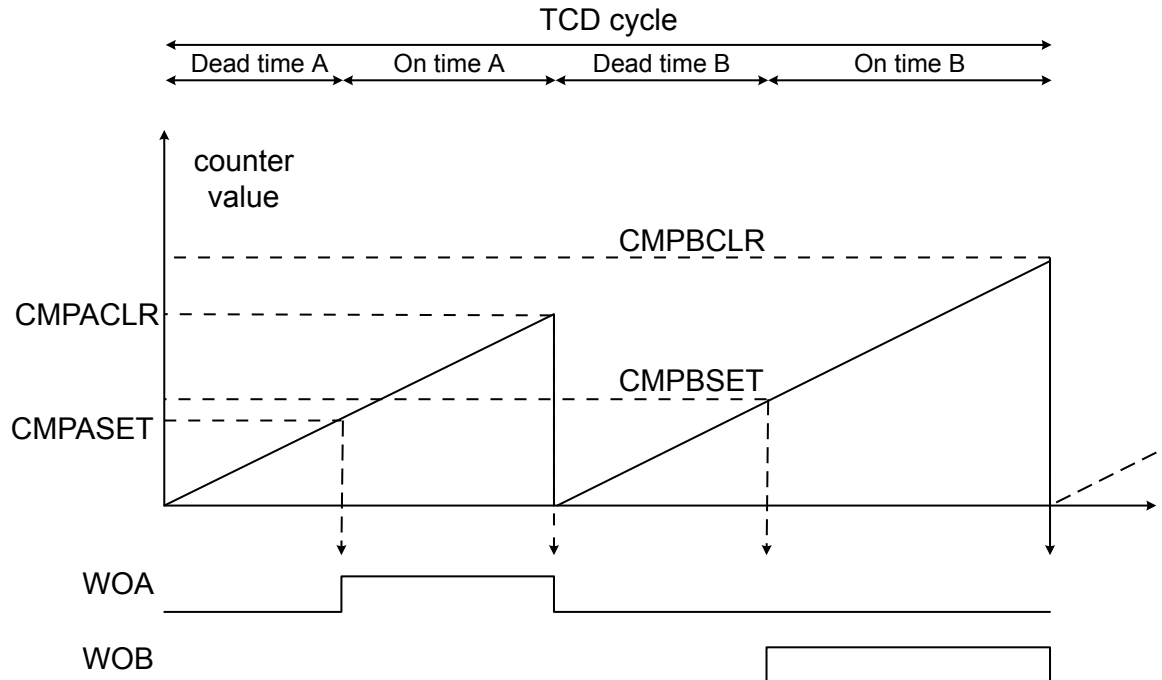 TCD cycle
Dead time A
On time A
Dead time B
On time B
counter
value
CMPBCLR
CMPACLR
CMPBSET
CMPASET
WOA
WOB